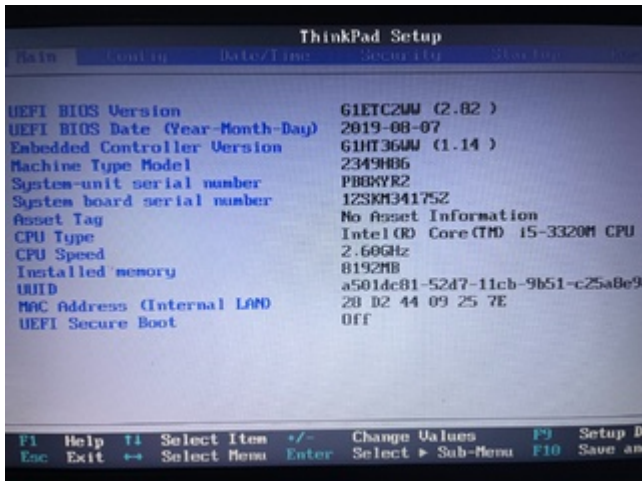 ThinkPad Setup
Main Config Date/Time Security Startup
UEFI BIOS Version G1ETC2WW (2.82 )
UEFI BIOS Date (Year-Month-Day) 2019-08-07
Embedded Controller Version G1HT36WW (1.14 )
Machine Type Model 2349H86
System-unit serial number PB8XYR2
System board serial number 1ZSKM34175Z
Asset Tag No Asset Information
CPU Type Intel(R) Core(TM) i5-3320M CPU
CPU Speed 2.60GHz
Installed memory 8192MB
UUID a501dc81-52d7-11cb-9b51-c25a8e9
MAC Address (Internal LAN) 28 D2 44 09 25 7E
UEFI Secure Boot Off
F1 Help ↑↓ Select Item +/- Change Values F9 Setup D
Esc Exit ↔ Select Menu Enter Select ▶ Sub-Menu F10 Save an